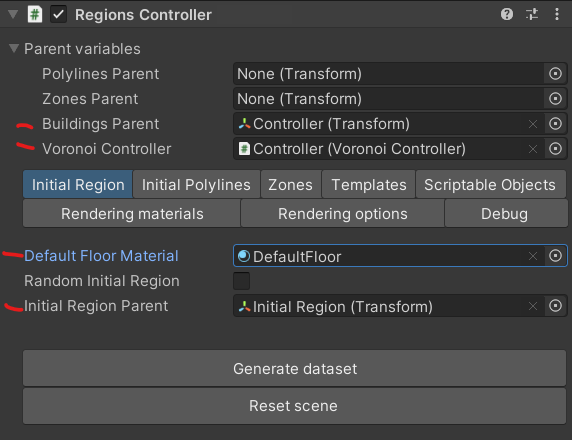 Regions Controller
Parent variables
Polylines Parent None (Transform)
Zones Parent None (Transform)
Buildings Parent Controller (Transform)
Voronoi Controller Controller (Voronoi Controller)
Initial Region Initial Polylines Zones Templates Scriptable Objects
Rendering materials Rendering options Debug
Default Floor Material DefaultFloor
Random Initial Region
Initial Region Parent Initial Region (Transform)
Generate dataset
Reset scene